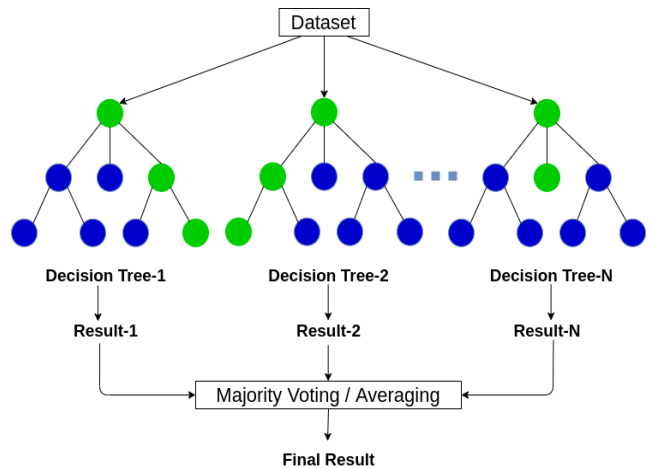 Dataset
Decision Tree-1
Decision Tree-2
Decision Tree-N
Result-1
Result-2
Result-N
Majority Voting / Averaging
Final Result